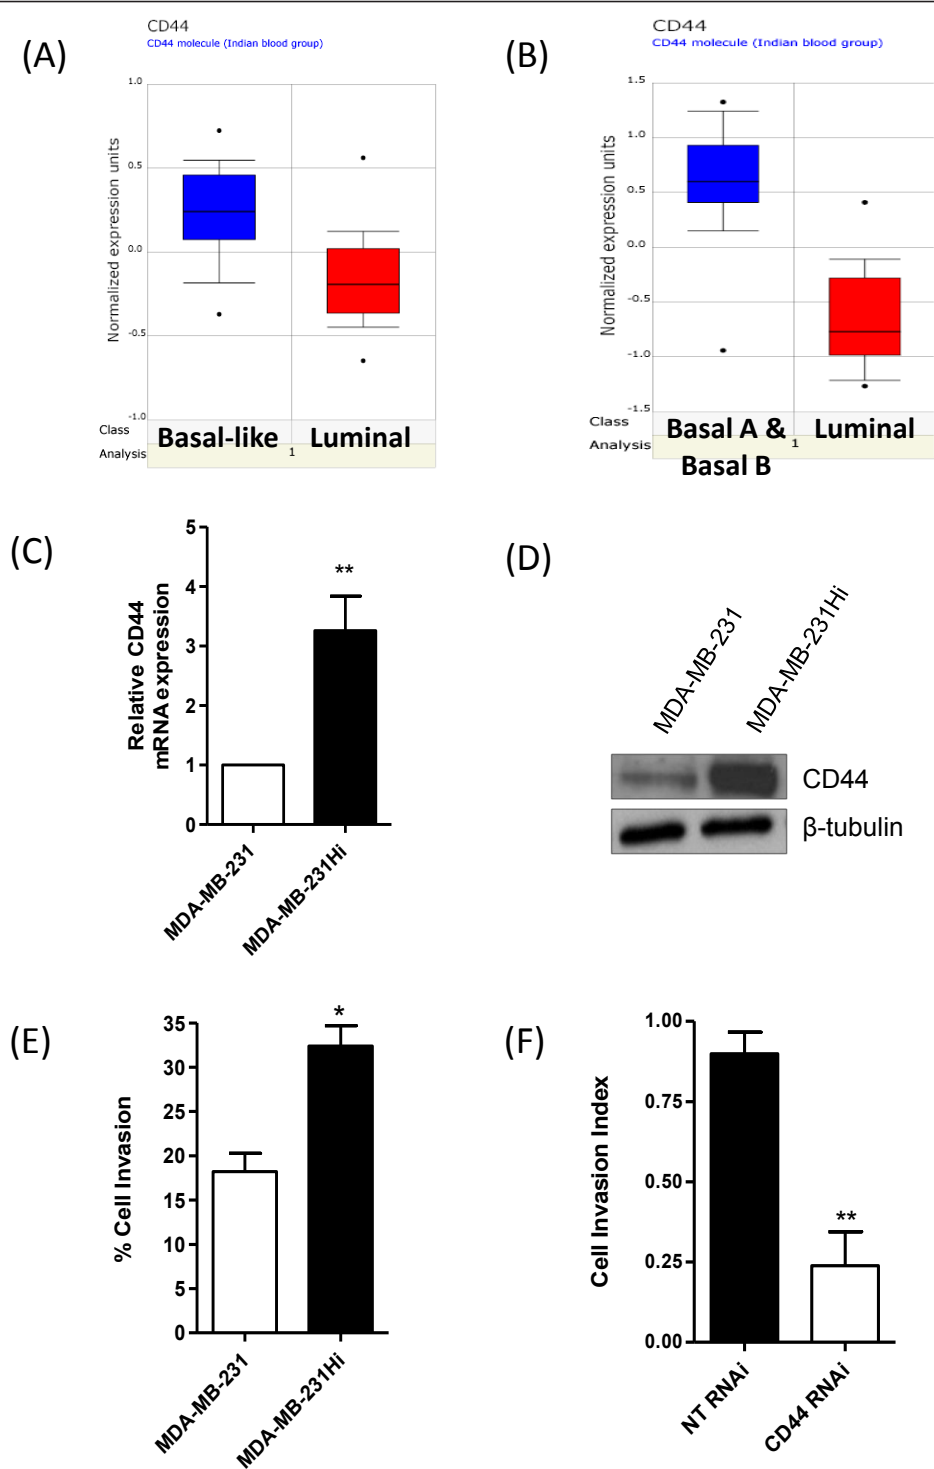 (A)
CD44
CD44 molecule (Indian blood group)
Normalized expression units
1.0
0.5
0.0
-0.5
-1.0
Class
Basal-like
Luminal
Analysis
1
(B)
CD44
CD44 molecule (Indian blood group)
Normalized expression units
1.5
1.0
0.5
0.0
-0.5
-1.0
-1.5
Class
Basal A &
Basal B
Luminal
Analysis
1
(C)
Relative CD44
mRNA expression
5
4
3
2
1
0
**
MDA-MB-231
MDA-MB-231Hi
(D)
MDA-MB-231
MDA-MB-231Hi
CD44
β-tubulin
(E)
% Cell Invasion
35
30
25
20
15
10
5
0
*
MDA-MB-231
MDA-MB-231Hi
(F)
Cell Invasion Index
1.00
0.75
0.50
0.25
0.00
**
NT RNAi
CD44 RNAi